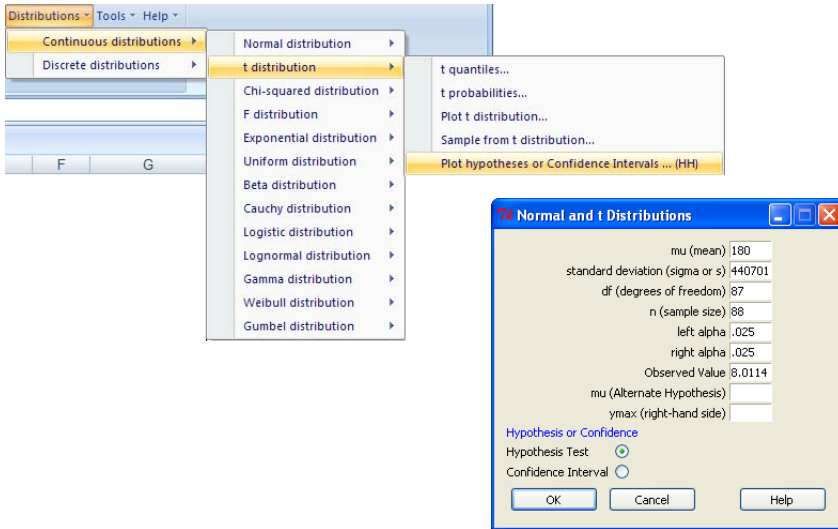 Distributions Tools Help
Continuous distributions
Discrete distributions
F G
Normal distribution
t distribution
Chi-squared distribution
F distribution
Exponential distribution
Uniform distribution
Beta distribution
Cauchy distribution
Logistic distribution
Lognormal distribution
Gamma distribution
Weibull distribution
Gumbel distribution
t quantiles...
t probabilities...
Plot t distribution...
Sample from t distribution...
Plot hypotheses or Confidence Intervals ... (HH)
Normal and t Distributions
mu (mean) 180
standard deviation (sigma or s) 440701
df (degrees of freedom) 87
n (sample size) 88
left alpha .025
right alpha .025
Observed Value 8.0114
mu (Alternate Hypothesis)
ymax (right-hand side)
Hypothesis or Confidence
Hypothesis Test
Confidence Interval
OK Cancel Help